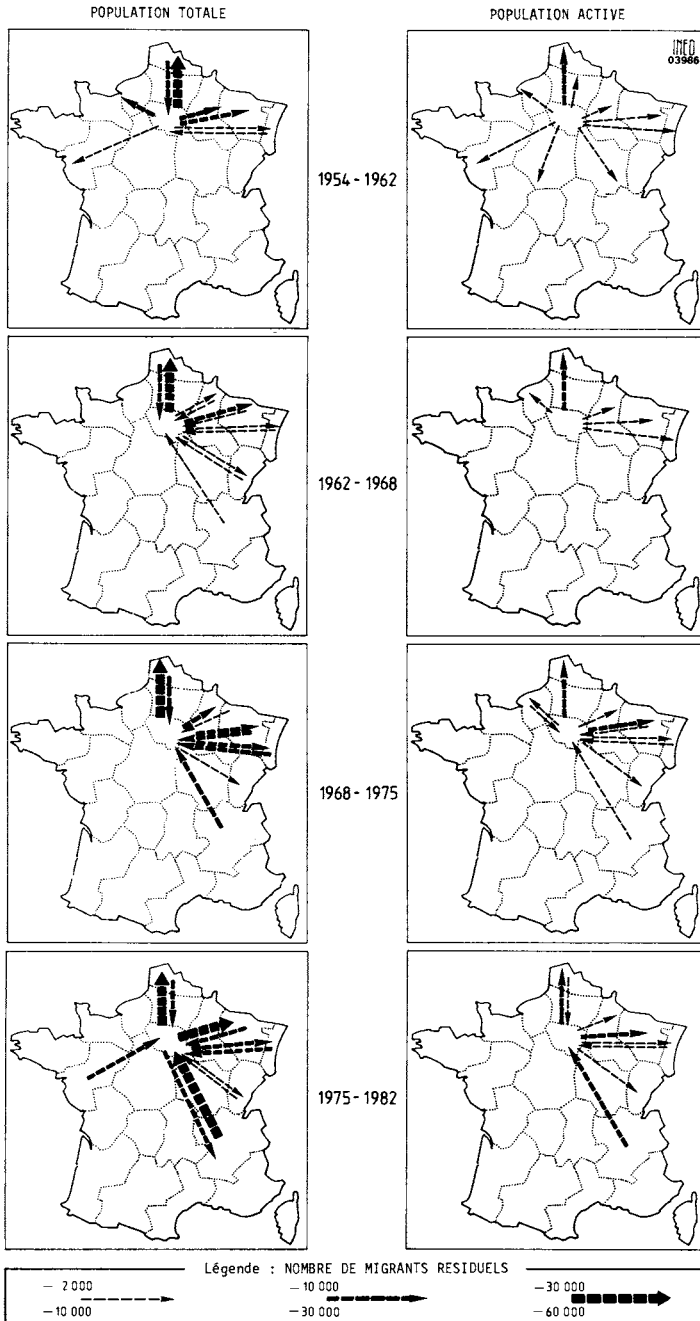 POPULATION TOTALE
POPULATION ACTIVE
INED
03986
1954-1962
1962-1968
1968-1975
1975-1982
Légende : NOMBRE DE MIGRANTS RESIDUELS
— 2 000
—10 000
—10 000
—30 000
—30 000
—60 000